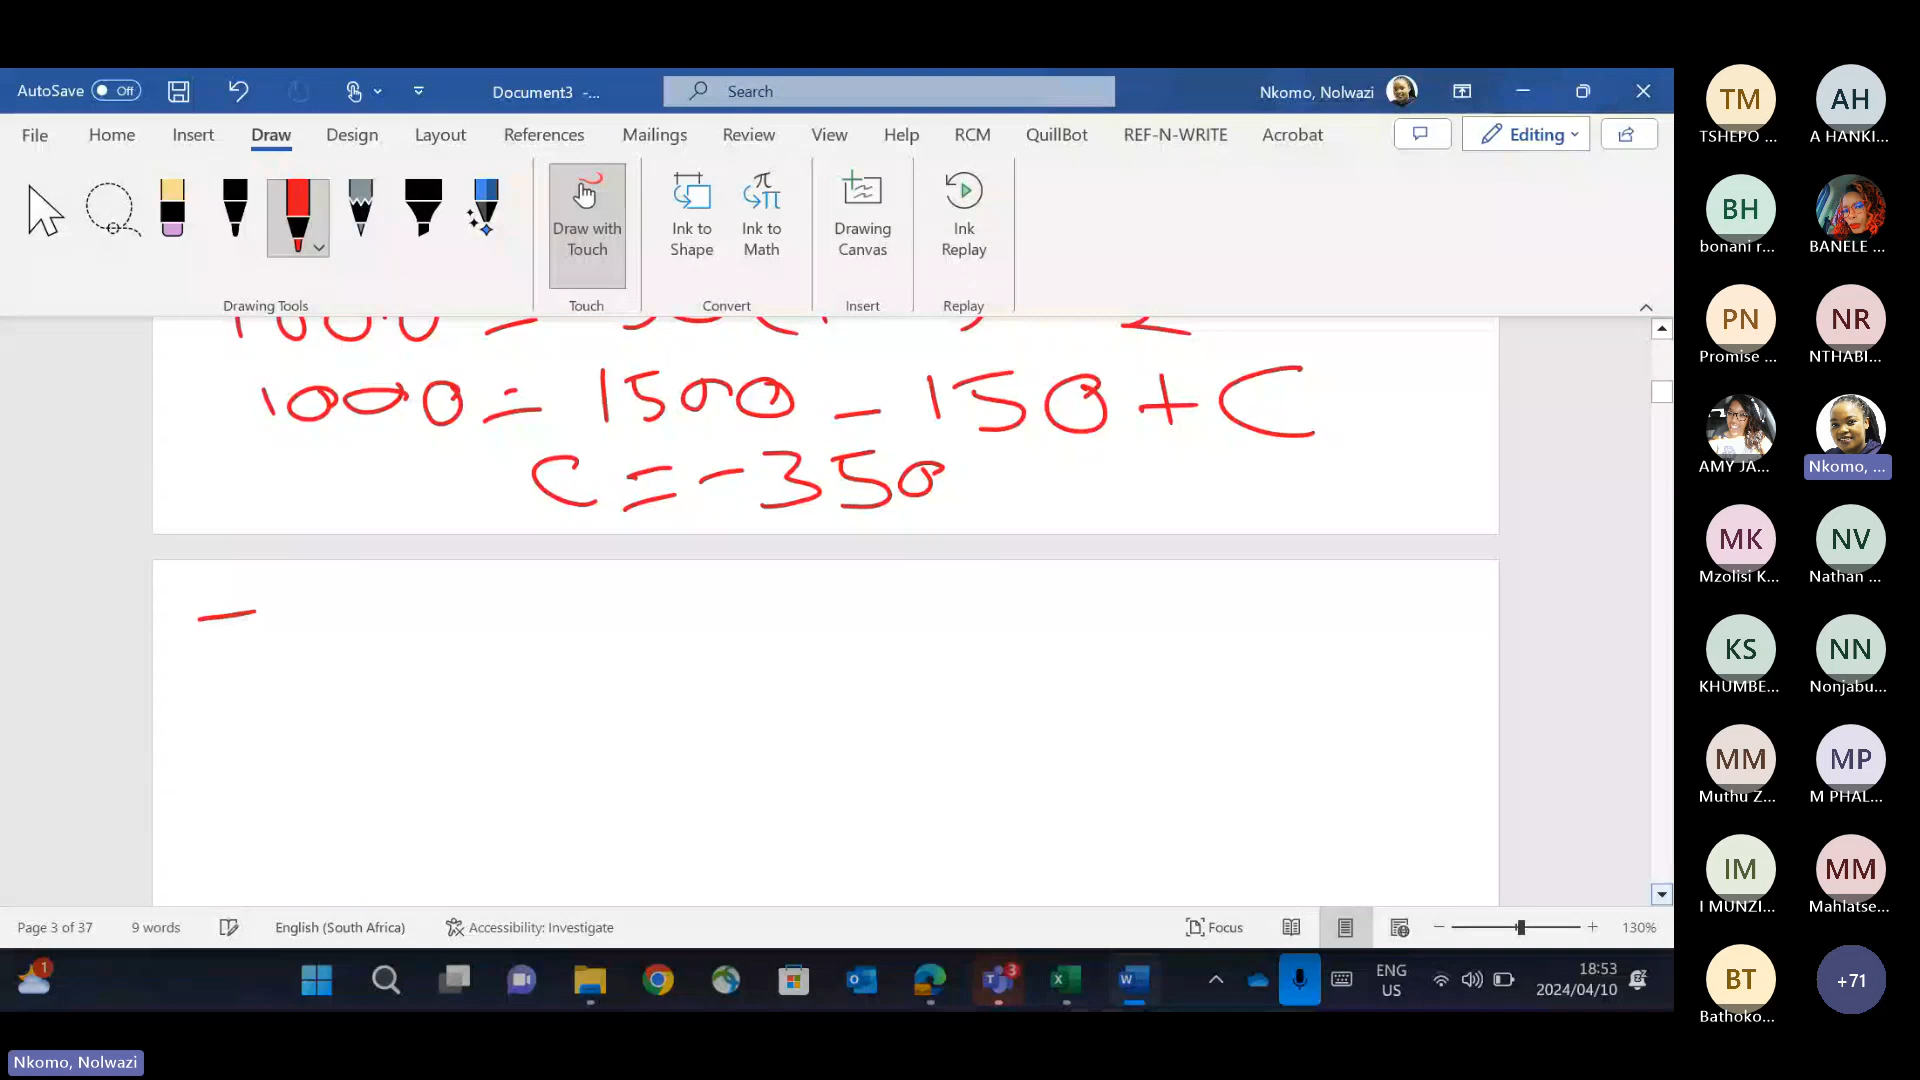 AutoSave Off
Document3 -...
Search
Nkomo, Nolwazi
File Home Insert Draw Design Layout References Mailings Review View Help RCM QuillBot REF-N-WRITE Acrobat Editing
Draw with Touch
Ink to Shape
Ink to Math
Drawing Canvas
Ink Replay
Drawing Tools Touch Convert Insert Replay
1000 = 1500 - 150 + C
C = -350
Page 3 of 37 9 words English (South Africa) Accessibility: Investigate Focus 130%
1
3
ENG US
18:53
2024/04/10
Nkomo, Nolwazi
TM
TSHEPO ...
AH
A HANKI...
BH
bonani r...
BANELE ...
PN
Promise ...
NR
NTHABI...
AMY JA...
Nkomo, ...
MK
Mzolisi K...
NV
Nathan ...
KS
KHUMBE...
NN
Nonjabu...
MM
Muthu Z...
MP
M PHAL...
IM
I MUNZI...
MM
Mahlatse...
BT
Bathoko...
+71